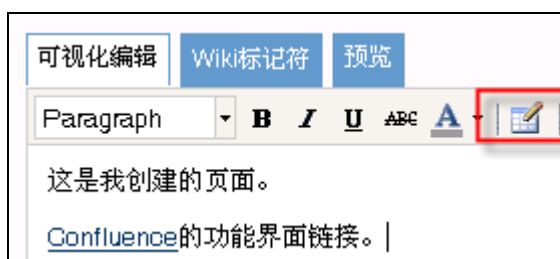 可视化编辑 Wiki标记符 预览
Paragraph B I U ABC A
这是我创建的页面。
Confluence的功能界面链接。